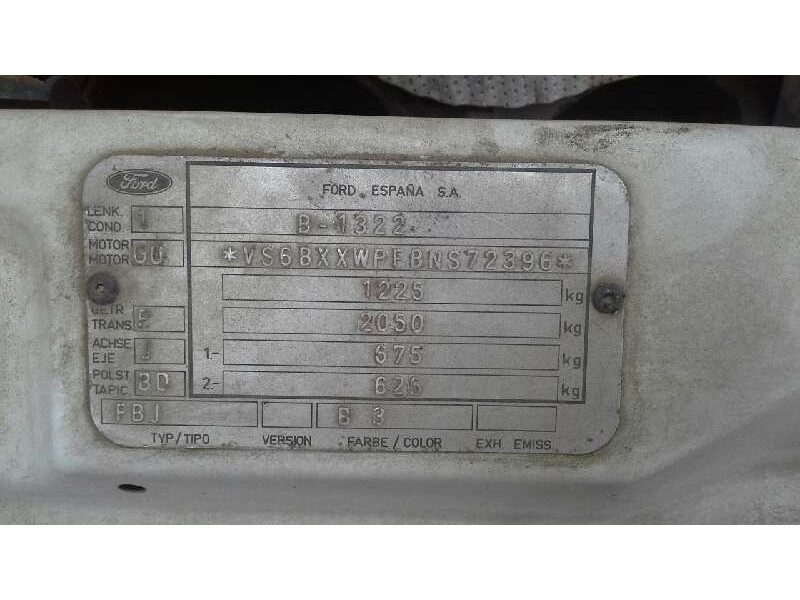 Ford
FORD ESPAÑA S.A.
LENK.
COND
1
B-1322
MOTOR
MOTOR
GU
*VS6BXXWPFBNS72396*
1225 kg
GETR
TRANS
2050 kg
ACHSE
EJE
1.- 675 kg
POLST
TAPIC
3D
2.- 625 kg
FBJ
6 3
TYP/TIPO VERSION FARBE/COLOR EXH EMISS